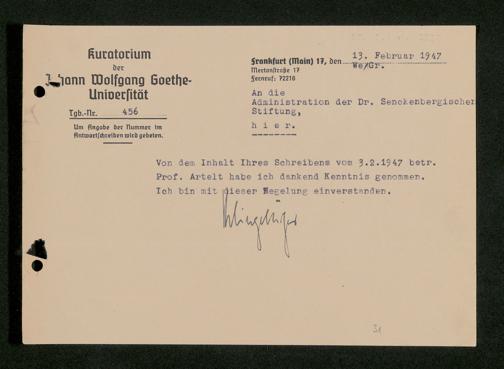 Kuratorium
der
Johann Wolfgang Goethe-
Universität
Tgb.-Nr. 456
Um Angabe der Nummer im
Antwortschreiben wird gebeten.
Frankfurt (Main) 17, den 13. Februar 1947
Mertonstraße 17
We/Gr.
Fernruf: 72216
An die
Administration der Dr. Senckenbergischen
Stiftung,
h i e r.
Von dem Inhalt Ihres Schreibens vom 3.2.1947 betr.
Prof. Artelt habe ich dankend Kenntnis genommen.
Ich bin mit dieser Regelung einverstanden.
31